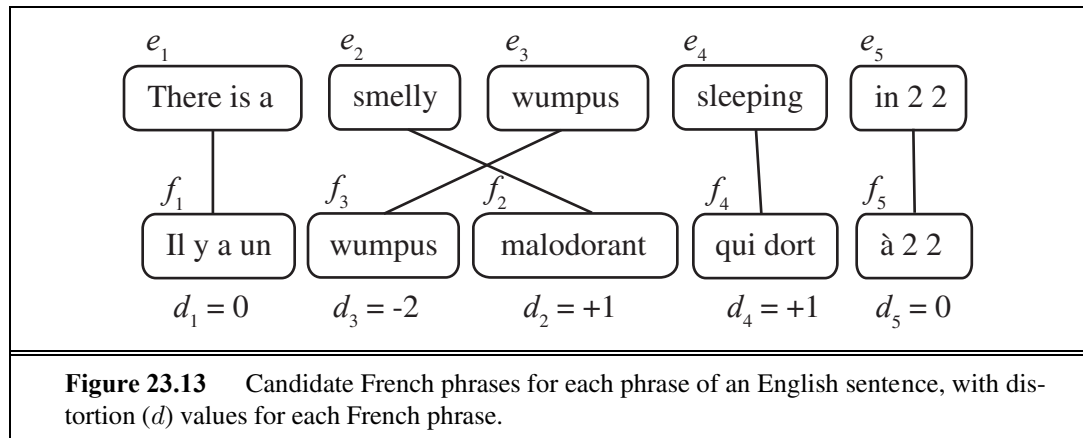 e1 e2 e3 e4 e5
There is a smelly wumpus sleeping in 2 2
f1 f3 f2 f4 f5
Il y a un wumpus malodorant qui dort à 2 2
d1 = 0 d3 = -2 d2 = +1 d4 = +1 d5 = 0
Figure 23.13 Candidate French phrases for each phrase of an English sentence, with dis-
tortion (d) values for each French phrase.